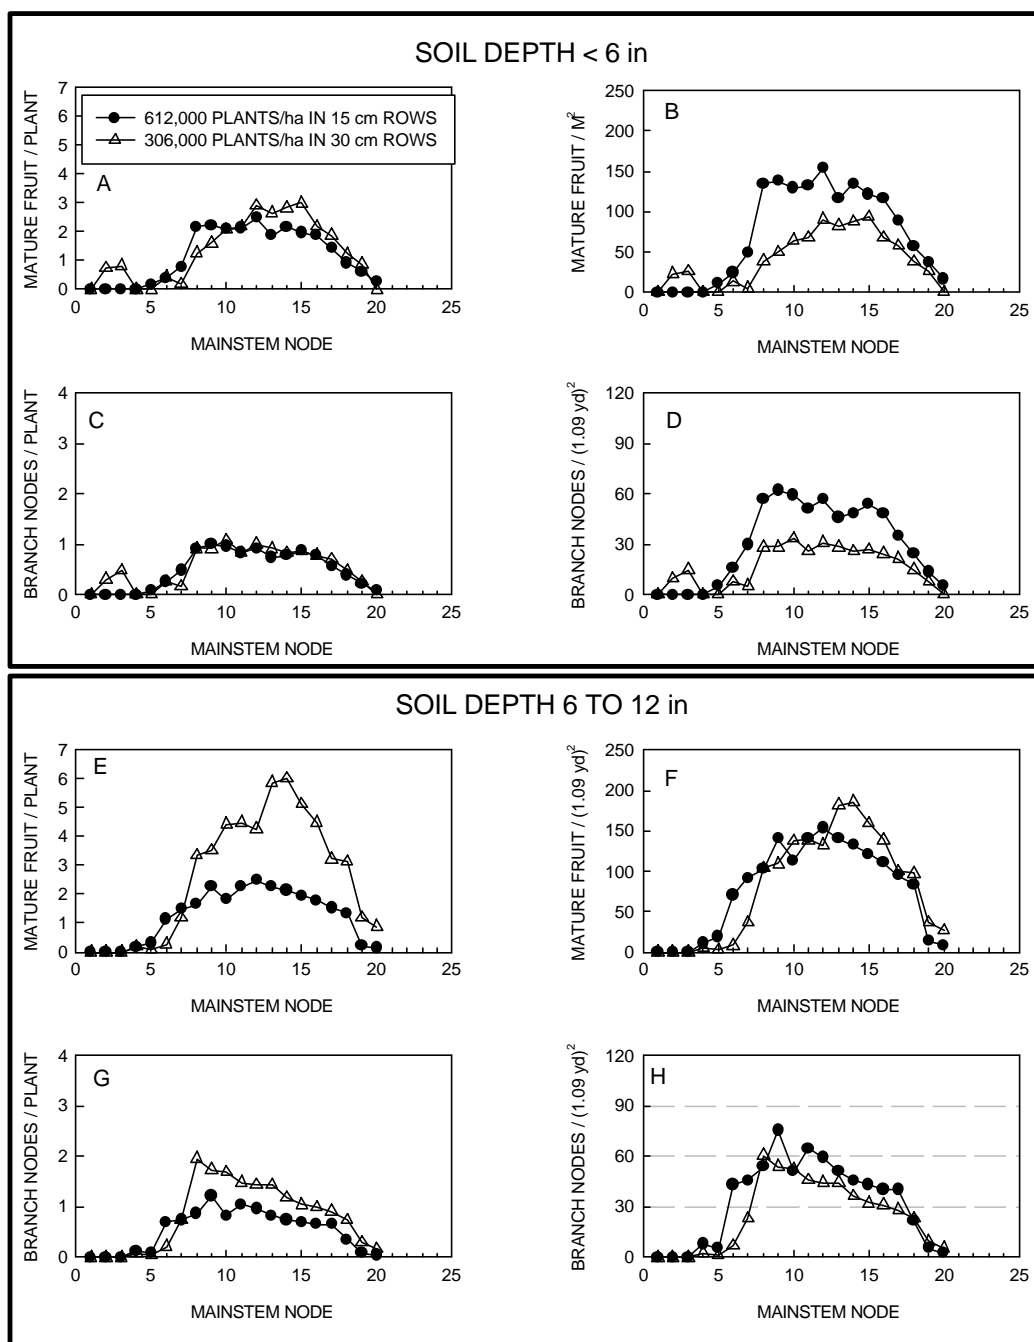 SOIL DEPTH < 6 in
MATURE FRUIT / PLANT
7
6
5
4
3
2
1
0
612,000 PLANTS/ha IN 15 cm ROWS
306,000 PLANTS/ha IN 30 cm ROWS
A
0 5 10 15 20 25
MAINSTEM NODE
MATURE FRUIT / M²
250
200
150
100
50
0
B
0 5 10 15 20 25
MAINSTEM NODE
BRANCH NODES / PLANT
4
3
2
1
0
C
0 5 10 15 20 25
MAINSTEM NODE
BRANCH NODES / (1.09 yd)²
120
90
60
30
0
D
0 5 10 15 20 25
MAINSTEM NODE
SOIL DEPTH 6 TO 12 in
MATURE FRUIT / PLANT
7
6
5
4
3
2
1
0
E
0 5 10 15 20 25
MAINSTEM NODE
MATURE FRUIT / (1.09 yd)²
250
200
150
100
50
0
F
0 5 10 15 20 25
MAINSTEM NODE
BRANCH NODES / PLANT
4
3
2
1
0
G
0 5 10 15 20 25
MAINSTEM NODE
BRANCH NODES / (1.09 yd)²
120
90
60
30
0
H
0 5 10 15 20 25
MAINSTEM NODE